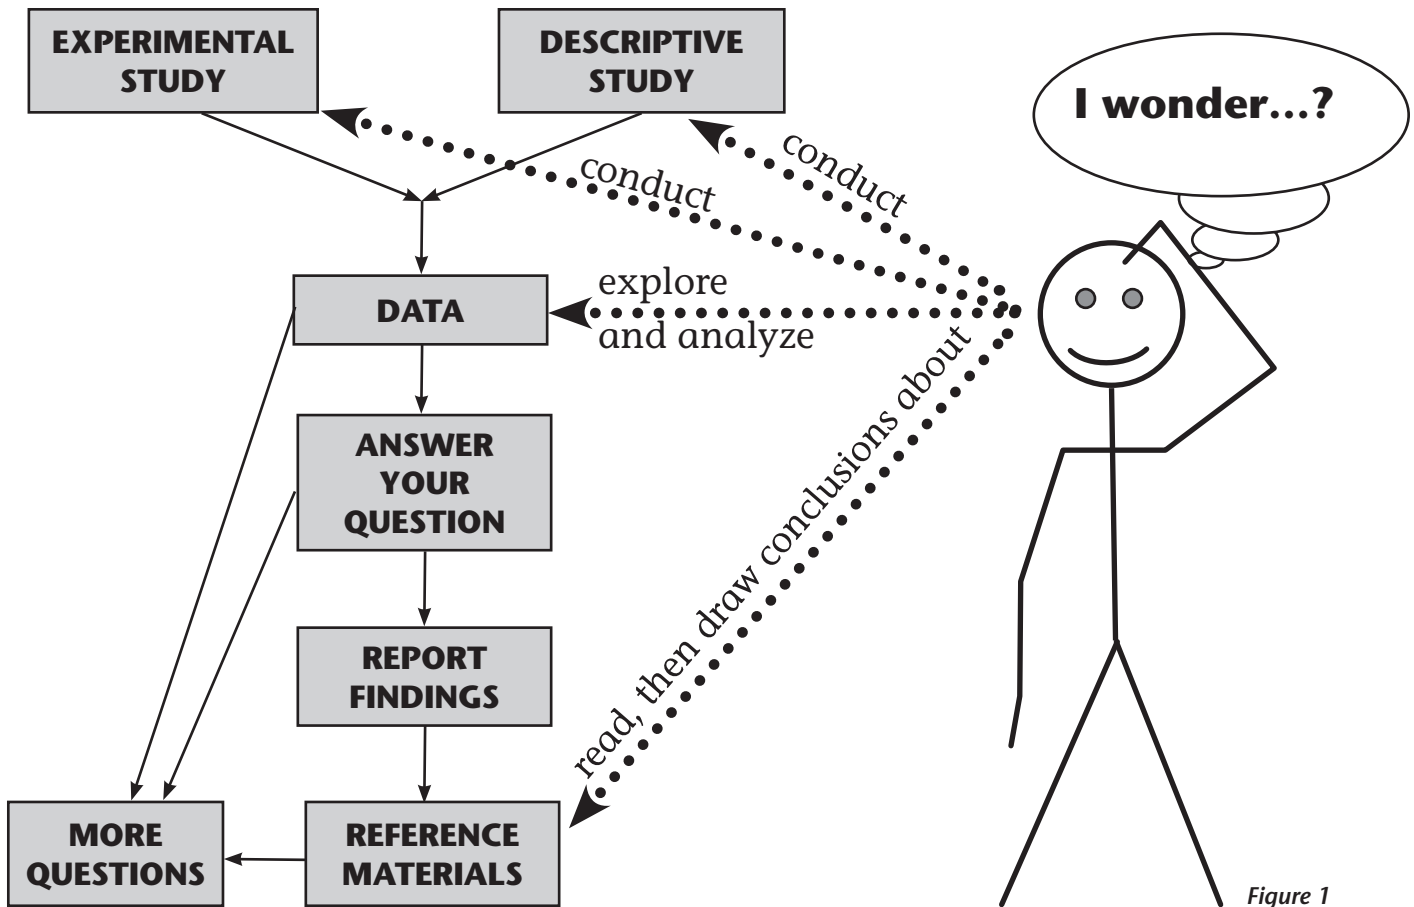 EXPERIMENTAL
STUDY
DESCRIPTIVE
STUDY
I wonder...?
conduct
conduct
explore
and analyze
DATA
read, then draw conclusions about
ANSWER
YOUR
QUESTION
REPORT
FINDINGS
MORE
QUESTIONS
REFERENCE
MATERIALS
Figure 1